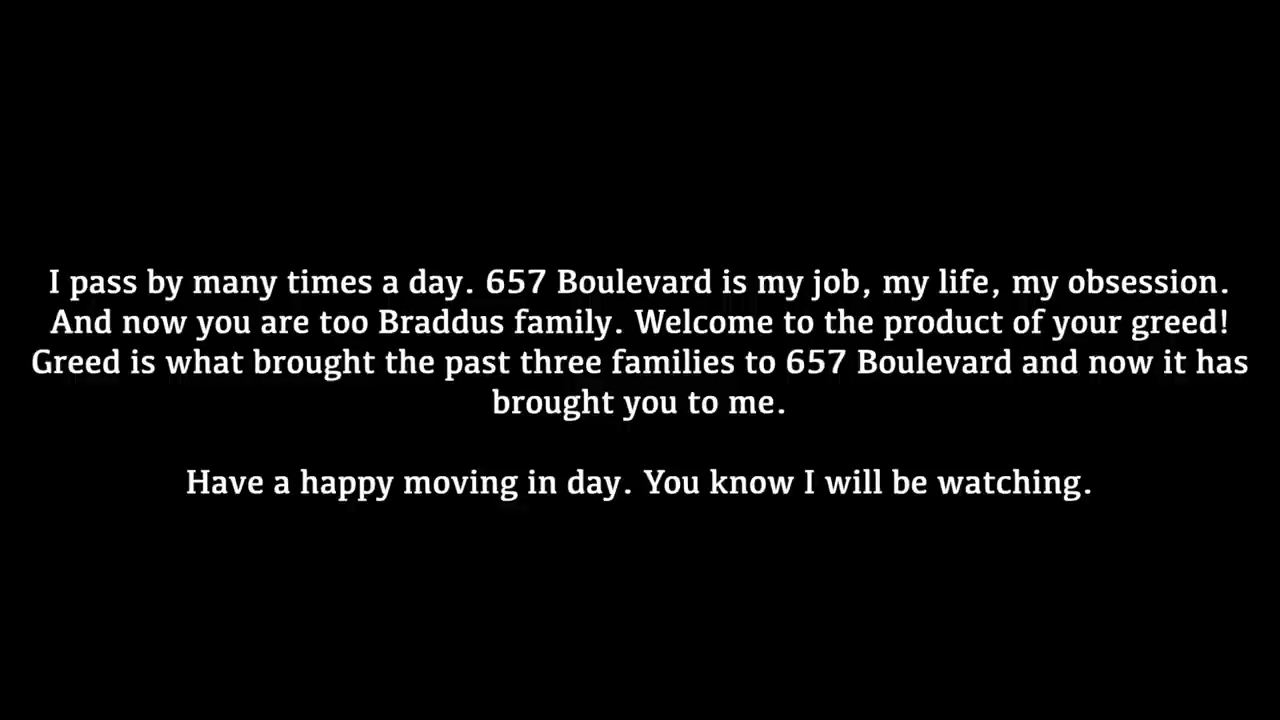 I pass by many times a day. 657 Boulevard is my job, my life, my obsession.
And now you are too Braddus family. Welcome to the product of your greed!
Greed is what brought the past three families to 657 Boulevard and now it has
brought you to me.
Have a happy moving in day. You know I will be watching.